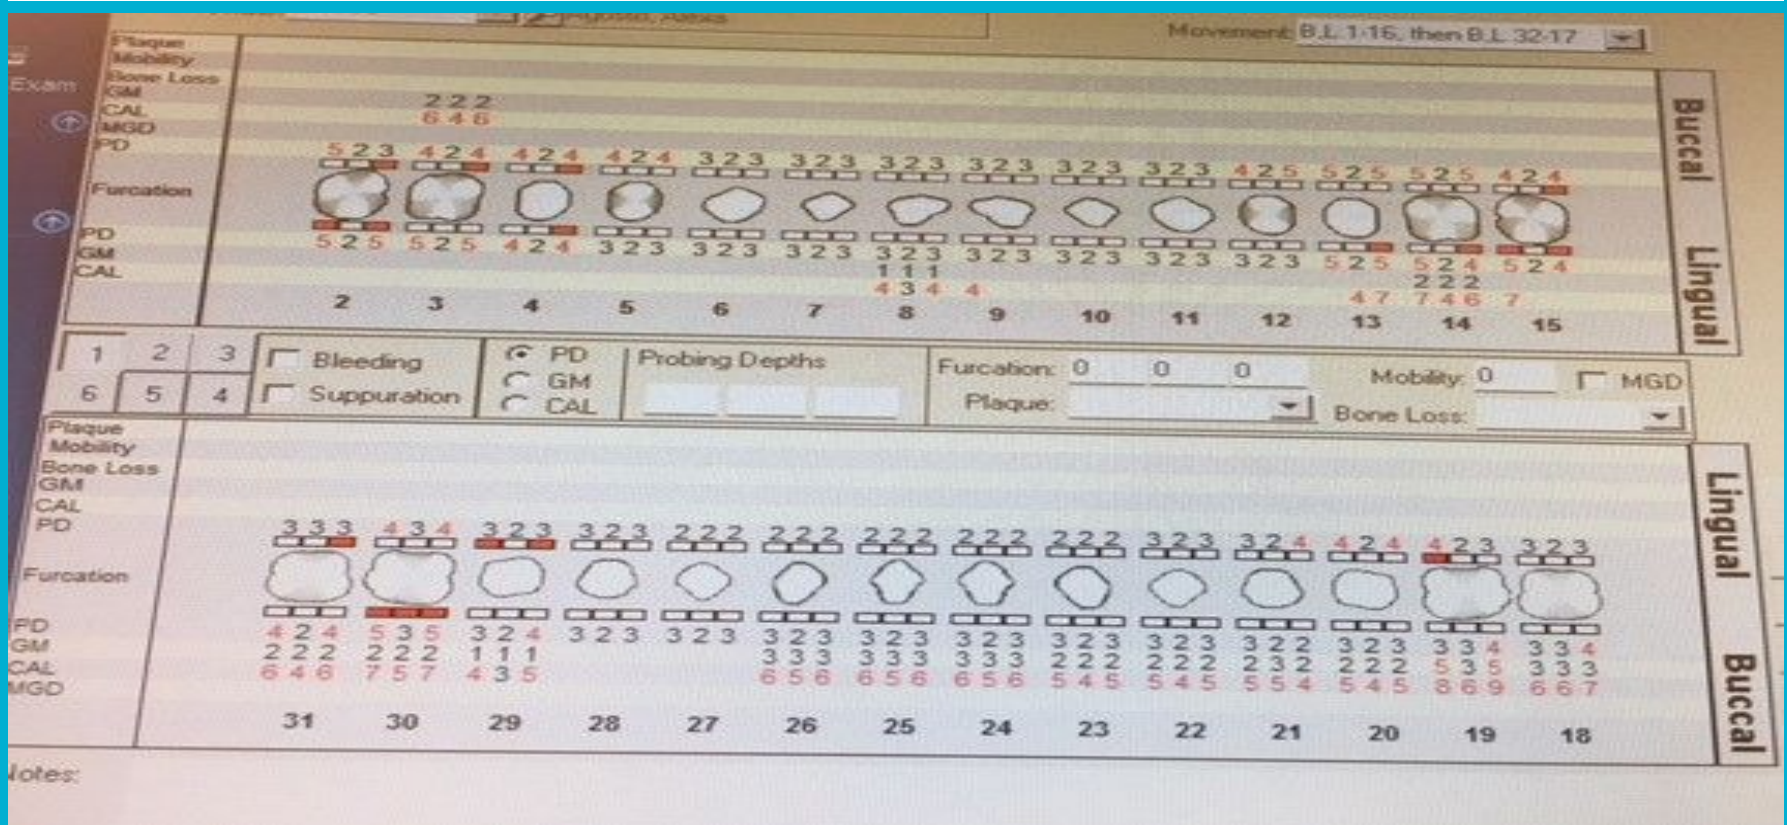 Movement: B,L 1-16, then B,L 32-17
Plaque
Mobility
Exam
Bone Loss
GM 2 2 2
CAL 6 4 6
MGD
PD 5 2 3 4 2 4 4 2 4 4 2 4 3 2 3 3 2 3 3 2 3 3 2 3 3 2 3 3 2 3 4 2 5 5 2 5 5 2 5 4 2 4
Buccal
Furcation
PD 5 2 5 5 2 5 4 2 4 3 2 3 3 2 3 3 2 3 3 2 3 3 2 3 3 2 3 3 2 3 3 2 3 5 2 5 5 2 4 5 2 4
GM 1 1 1 2 2 2
CAL 4 3 4 4 4 7 7 4 6 7
Lingual
2 3 4 5 6 7 8 9 10 11 12 13 14 15
1 2 3 Bleeding PD Probing Depths Furcation: 0 0 0 Mobility: 0 MGD
GM
6 5 4 Suppuration CAL Plaque: Bone Loss:
Plaque
Mobility
Bone Loss
GM
CAL
PD 3 3 3 4 3 4 3 2 3 3 2 3 2 2 2 2 2 2 2 2 2 2 2 2 2 2 2 3 2 3 3 2 4 4 2 4 4 2 3 3 2 3
Lingual
Furcation
PD 4 2 4 5 3 5 3 2 4 3 2 3 3 2 3 3 2 3 3 2 3 3 2 3 3 2 3 3 2 3 3 2 2 3 2 3 3 3 4 3 3 4
GM 2 2 2 2 2 2 1 1 1 3 3 3 3 3 3 3 3 3 2 2 2 2 2 2 2 3 2 2 2 2 5 3 5 3 3 3
CAL 6 4 6 7 5 7 4 3 5 6 5 6 6 5 6 6 5 6 5 4 5 5 4 5 5 5 4 5 4 5 8 6 9 6 6 7
MGD
Buccal
31 30 29 28 27 26 25 24 23 22 21 20 19 18
Notes: